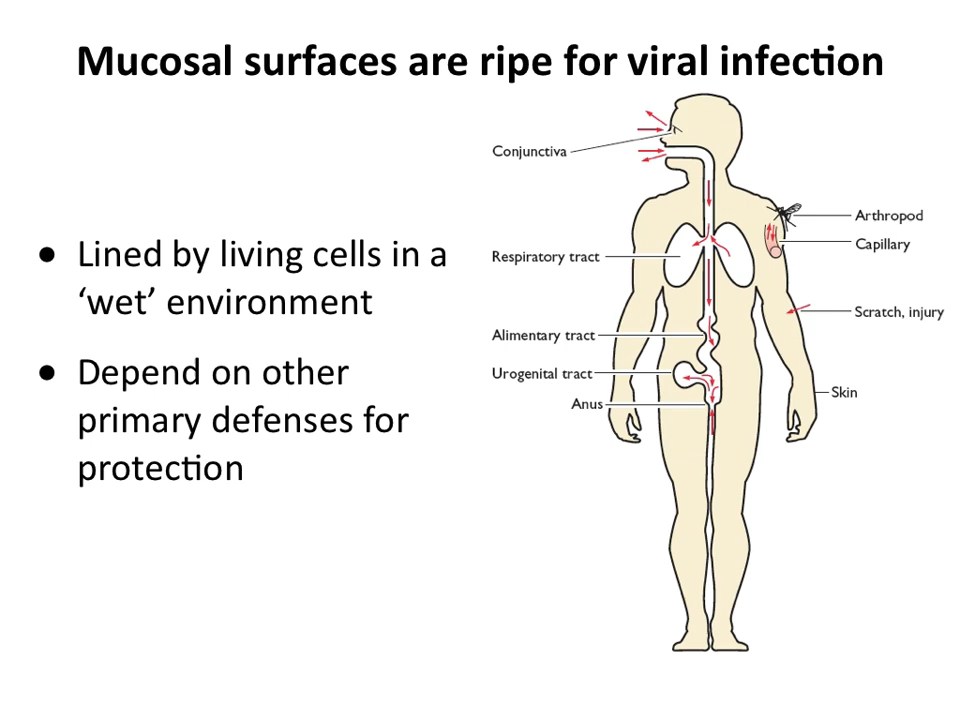 Mucosal surfaces are ripe for viral infection
• Lined by living cells in a
‘wet’ environment
• Depend on other
primary defenses for
protection
Conjunctiva
Respiratory tract
Alimentary tract
Urogenital tract
Anus
Arthropod
Capillary
Scratch, injury
Skin